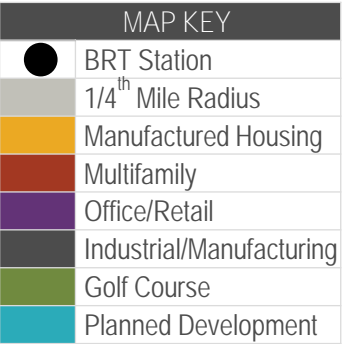 MAP KEY
BRT Station
1/4th Mile Radius
Manufactured Housing
Multifamily
Office/Retail
Industrial/Manufacturing
Golf Course
Planned Development